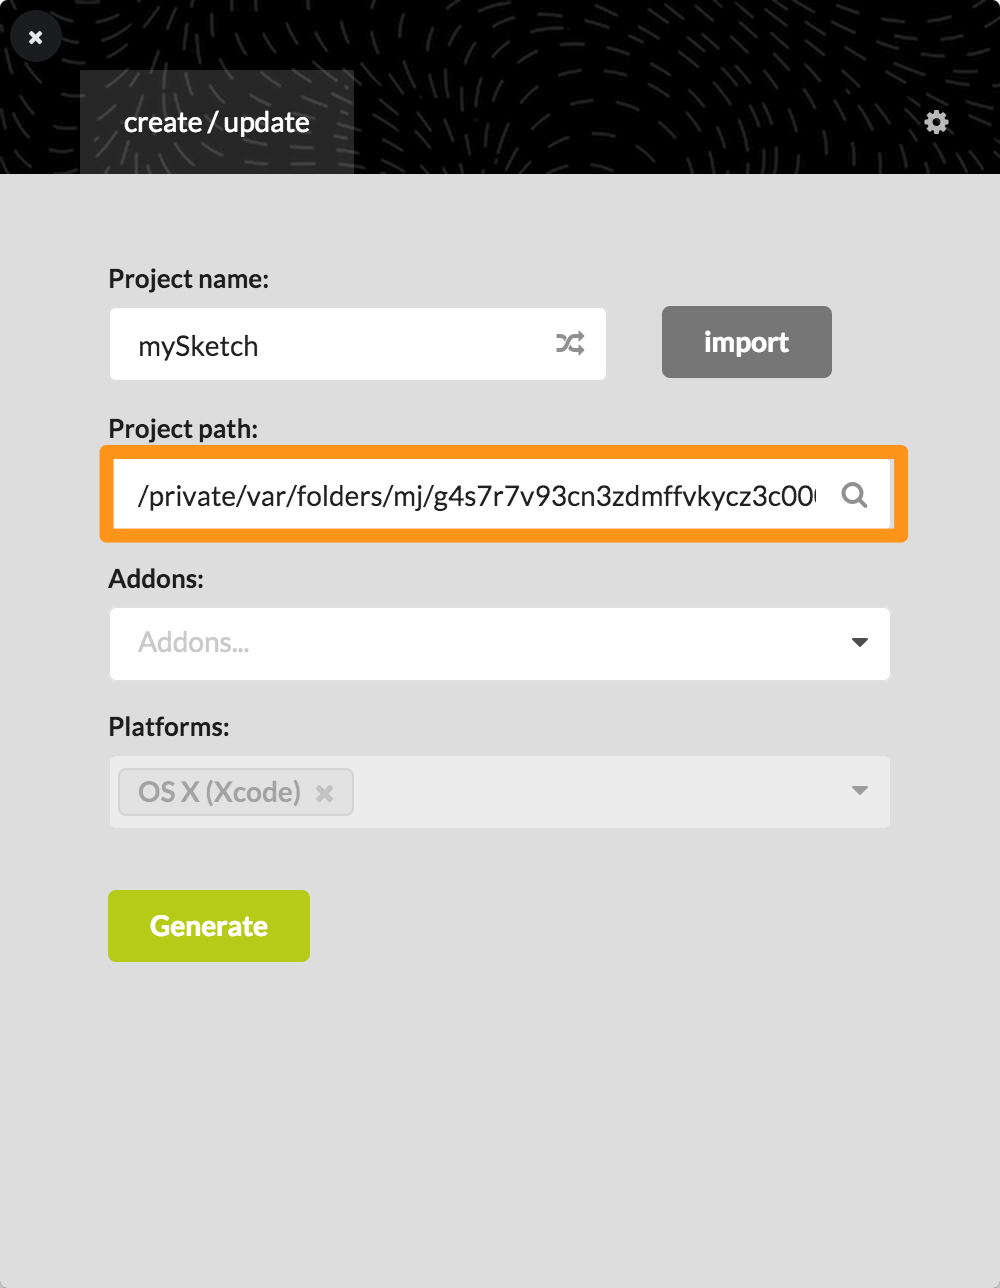 create / update
Project name:
mySketch
import
Project path:
/private/var/folders/mj/g4s7r7v93cn3zdmffvkycz3c00
Addons:
Addons...
Platforms:
OS X (Xcode)
Generate